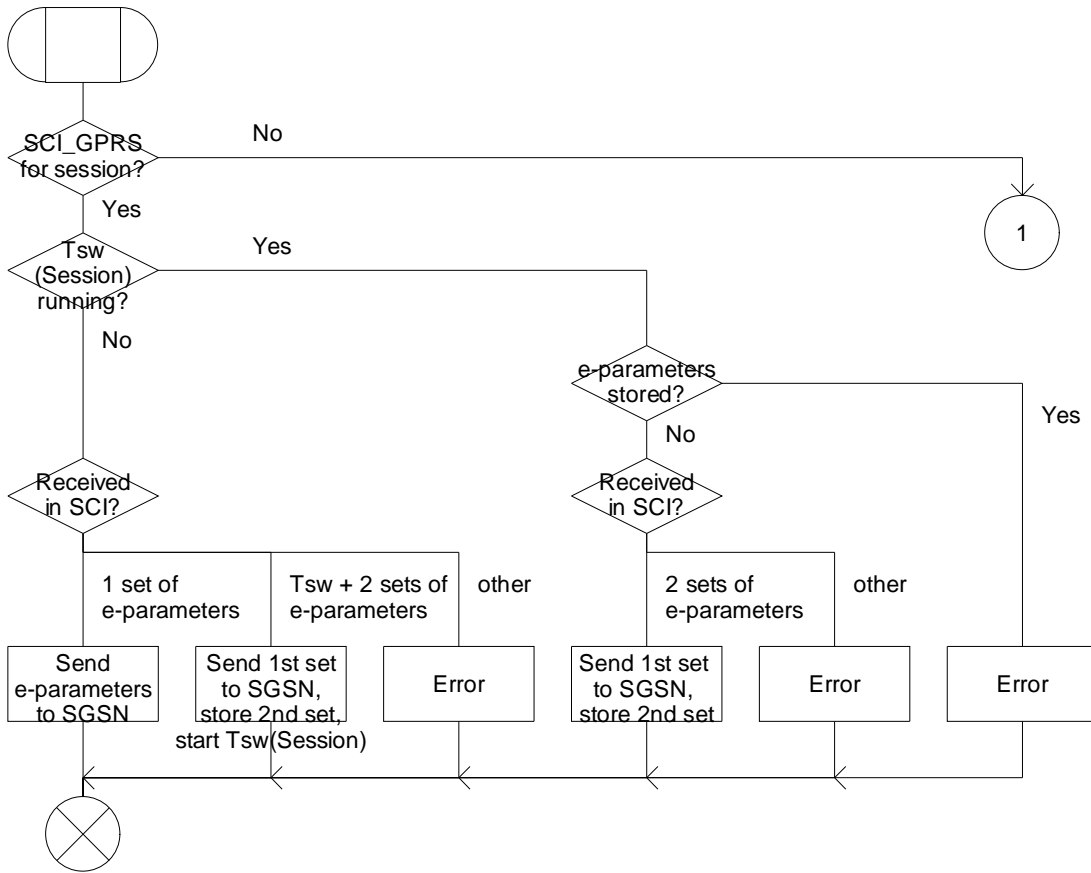 SCI_GPRS
for session?
No
Yes
1
Tsw
(Session)
running?
Yes
No
e-parameters
stored?
Yes
No
Received
in SCI?
Received
in SCI?
1 set of
e-parameters
Tsw + 2 sets of
e-parameters
other
2 sets of
e-parameters
other
Send
e-parameters
to SGSN
Send 1st set
to SGSN,
store 2nd set,
start Tsw(Session)
Error
Send 1st set
to SGSN,
store 2nd set
Error
Error